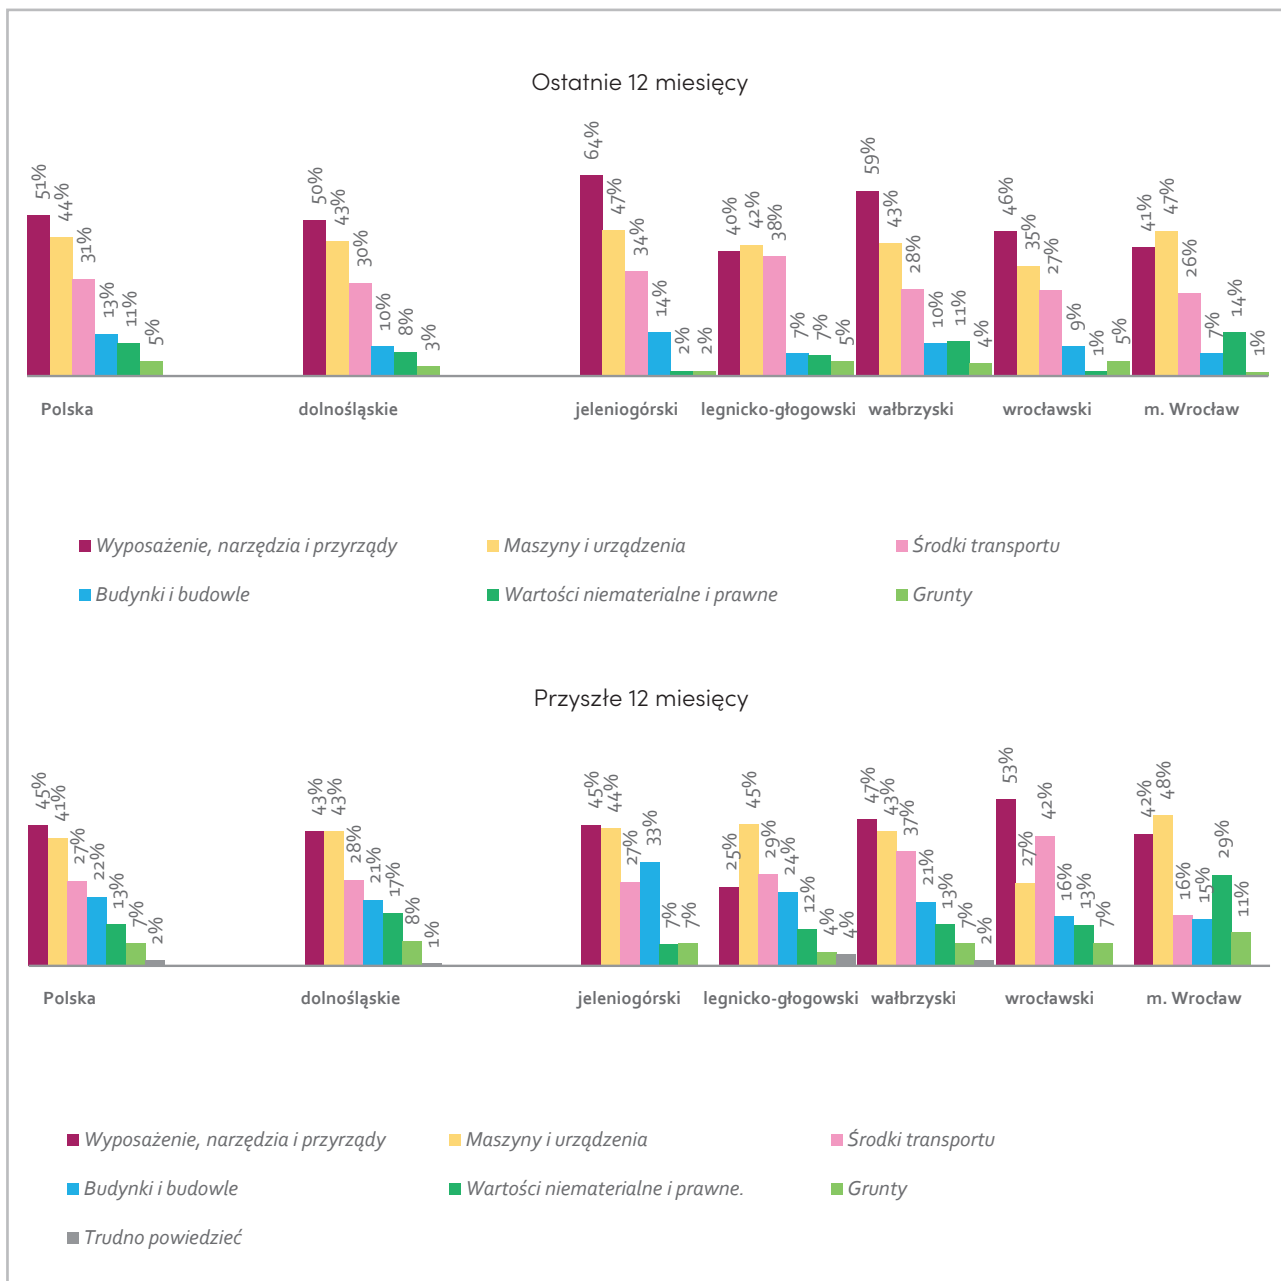 Ostatnie 12 miesięcy
51% 44% 31% 13% 11% 5%
50% 43% 30% 10% 8% 3%
64% 47% 34% 14% 2% 2%
40% 42% 38% 7% 7% 5%
59% 43% 28% 10% 11% 4%
46% 35% 27% 9% 1% 5%
41% 47% 26% 7% 14% 1%
Polska dolnośląskie jeleniogórski legnicko-głogowski wałbrzyski wrocławski m. Wrocław
Wyposażenie, narzędzia i przyrządy Maszyny i urządzenia Środki transportu
Budynki i budowle Wartości niematerialne i prawne Grunty
Przyszłe 12 miesięcy
45% 41% 27% 22% 13% 7% 2%
43% 43% 28% 21% 17% 8% 1%
45% 44% 27% 33% 7% 7%
25% 45% 29% 24% 12% 4% 4%
47% 43% 37% 21% 13% 7% 2%
53% 27% 42% 16% 13% 7%
42% 48% 16% 15% 29% 11%
Polska dolnośląskie jeleniogórski legnicko-głogowski wałbrzyski wrocławski m. Wrocław
Wyposażenie, narzędzia i przyrządy Maszyny i urządzenia Środki transportu
Budynki i budowle Wartości niematerialne i prawne. Grunty
Trudno powiedzieć